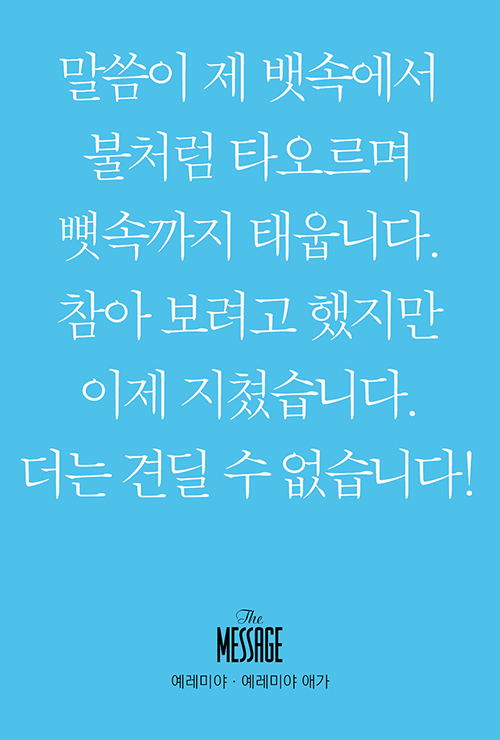 말씀이 제 뱃속에서
불처럼 타오르며
뼛속까지 태웁니다.
참아 보려고 했지만
이제 지쳤습니다.
더는 견딜 수 없습니다!
The
MESSAGE
예레미야 · 예레미야 애가